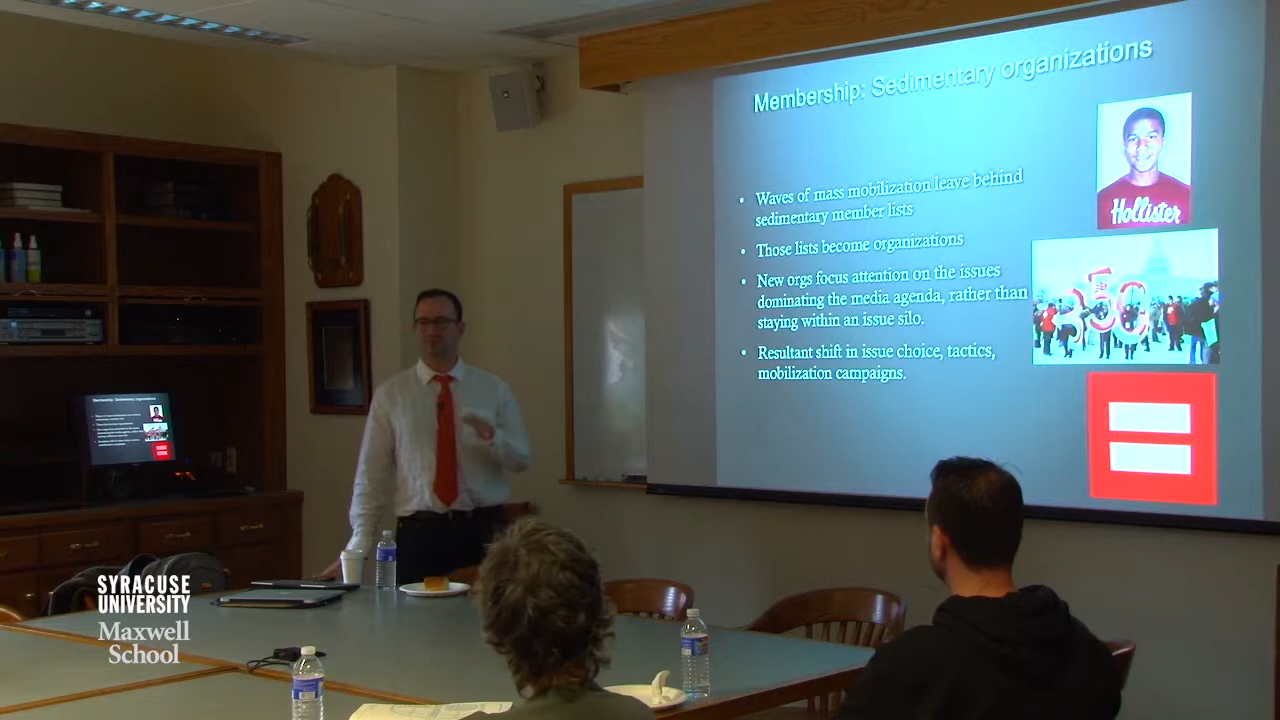 Membership: Sedimentary organizations
• Waves of mass mobilization leave behind
sedimentary member lists
• Those lists become organizations
• New orgs focus attention on the issues
dominating the media agenda, rather than
staying within an issue silo.
• Resultant shift in issue choice, tactics,
mobilization campaigns.
Hollister
350
SYRACUSE
UNIVERSITY
Maxwell
School